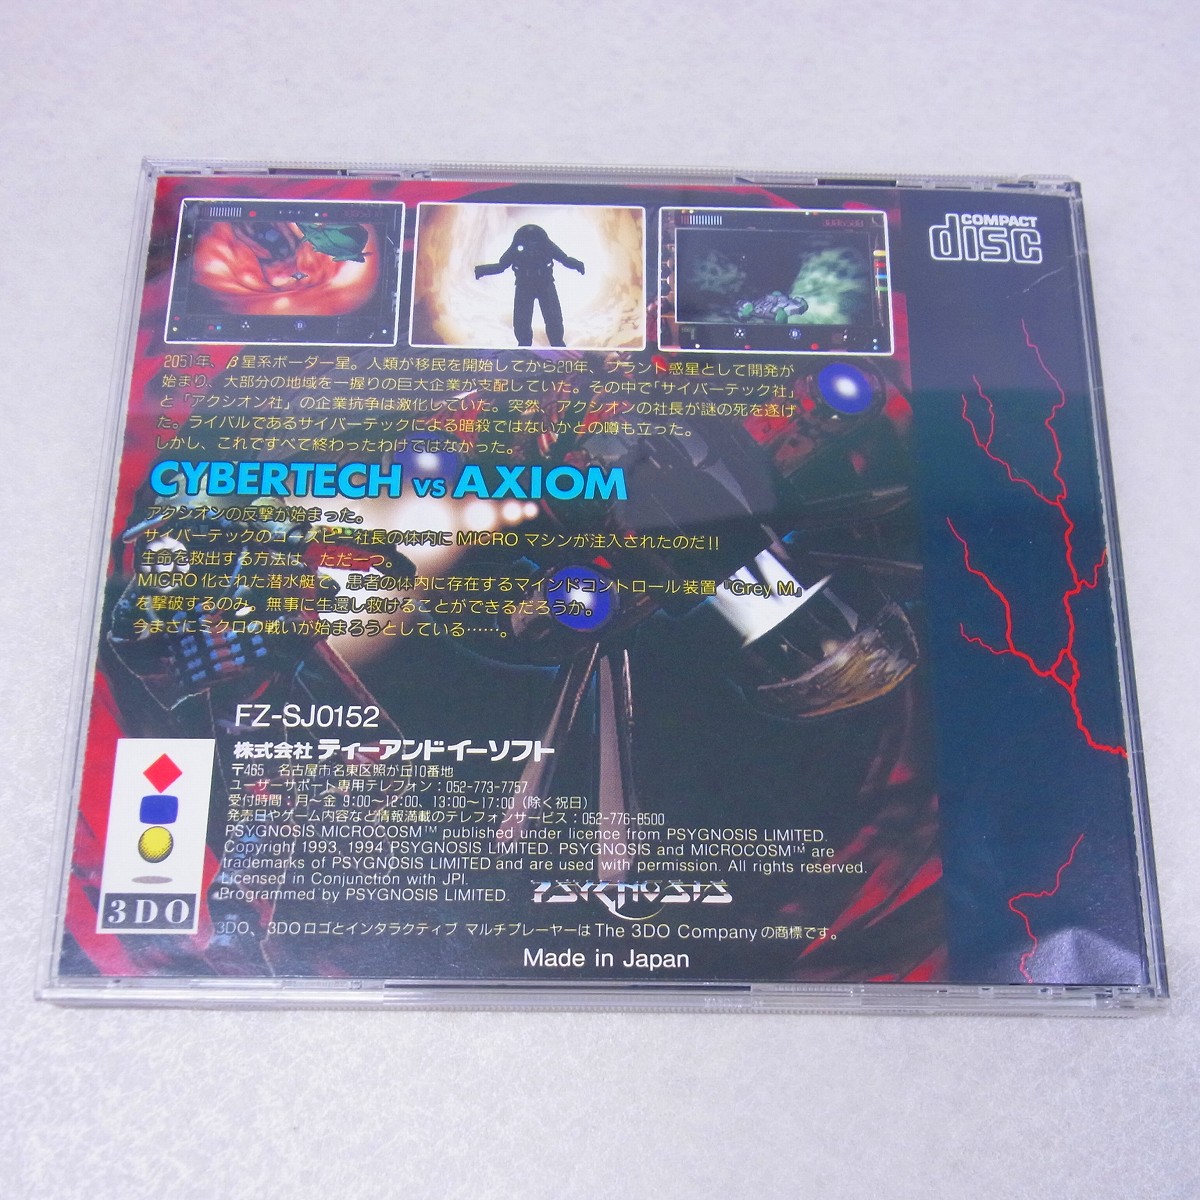 COMPACT
disc
2051年、β星系ボーダー星。人類が移民を開始してから20年、プラント惑星として開発が
始まり、大部分の地域を一握りの巨大企業が支配していた。その中で「サイバーテック社」
と「アクシオン社」の企業抗争は激化していた。突然、アクシオンの社長が謎の死を遂げ
た。ライバルであるサイバーテックによる暗殺ではないかとの噂も立った。
しかし、これですべて終わったわけではなかった。
CYBERTECH VS AXIOM
アクシオンの反撃が始まった。
サイバーテックのコーズビー社長の体内にMICROマシンが注入されたのだ!!
生命を救出する方法は、ただ一つ。
MICRO化された潜水艇で、患者の体内に存在するマインドコントロール装置『Grey M』
を撃破するのみ。無事に生還し救けることができるだろうか。
今まさにミクロの戦いが始まろうとしている……。
FZ-SJ0152
株式会社 ティーアンドイーソフト
〒465 名古屋市名東区照が丘10番地
ユーザーサポート専用テレフォン：052-773-7757
受付時間：月〜金 9:00〜12:00、13:00〜17:00（除く祝日）
発売日やゲーム内容など情報満載のテレフォンサービス：052-776-8500
PSYGNOSIS MICROCOSM™ published under licence from PSYGNOSIS LIMITED.
Copyright 1993, 1994 PSYGNOSIS LIMITED. PSYGNOSIS and MICROCOSM™ are
trademarks of PSYGNOSIS LIMITED and are used with permission. All rights reserved.
Licensed in Conjunction with JPI.
Programmed by PSYGNOSIS LIMITED.
PSYGNOSIS
3DO
3DO、3DOロゴとインタラクティブ マルチプレーヤーはThe 3DO Companyの商標です。
Made in Japan